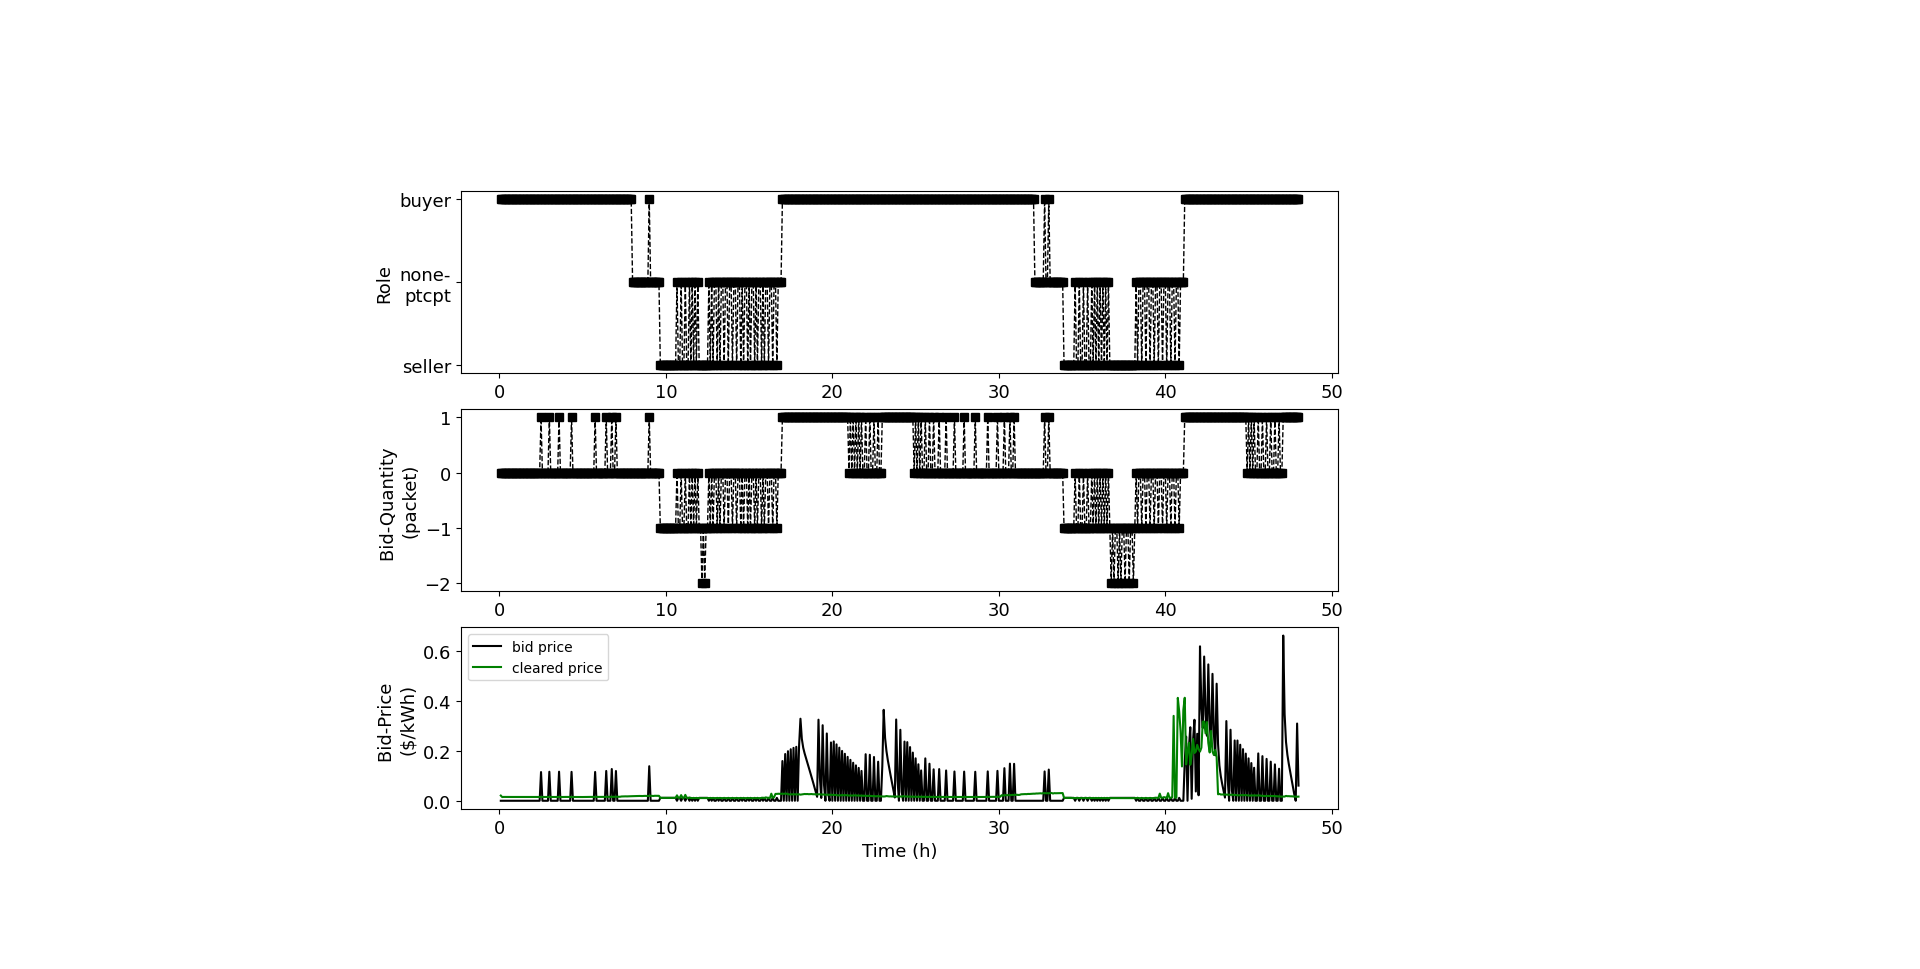 buyer
none-
ptcpt
seller
Role
0 10 20 30 40 50
1
0
−1
−2
Bid-Quantity
(packet)
0 10 20 30 40 50
bid price
cleared price
0.6
0.4
0.2
0.0
Bid-Price
($/kWh)
0 10 20 30 40 50
Time (h)